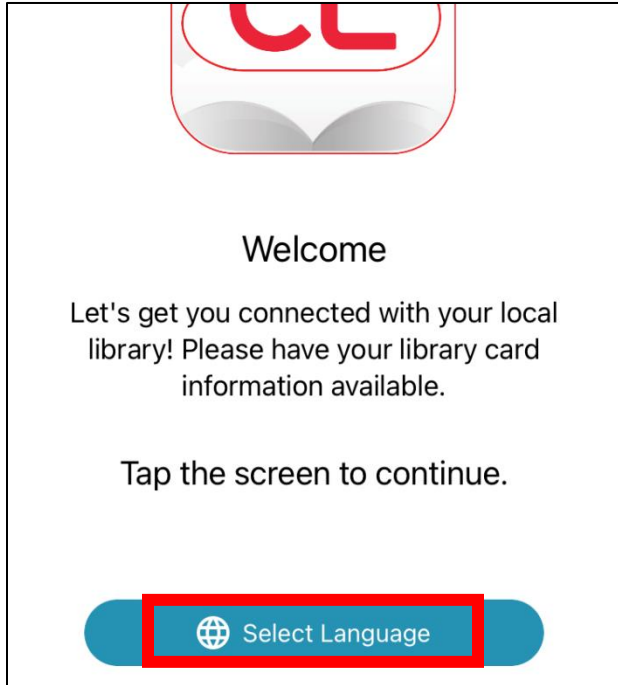 CL
Welcome
Let's get you connected with your local
library! Please have your library card
information available.
Tap the screen to continue.
Select Language